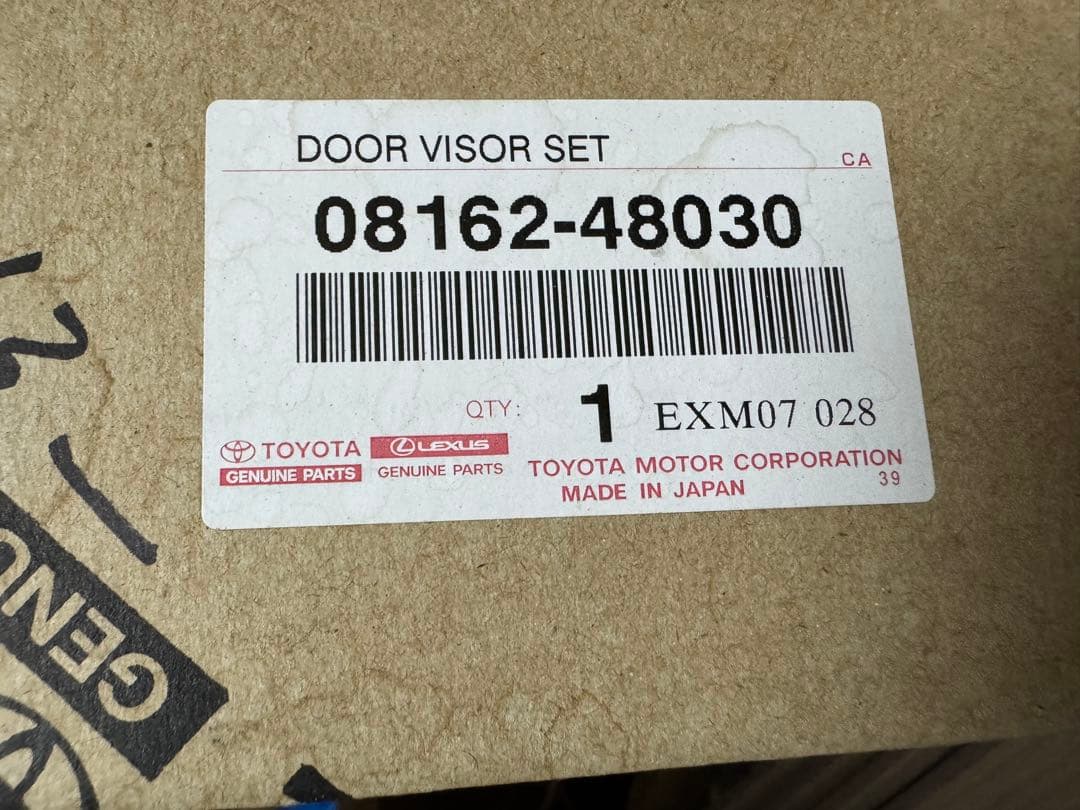 DOOR VISOR SET
CA
08162-48030
QTY: 1 EXM07 028
TOYOTA LEXUS
GENUINE PARTS GENUINE PARTS
TOYOTA MOTOR CORPORATION
MADE IN JAPAN 39
GENU